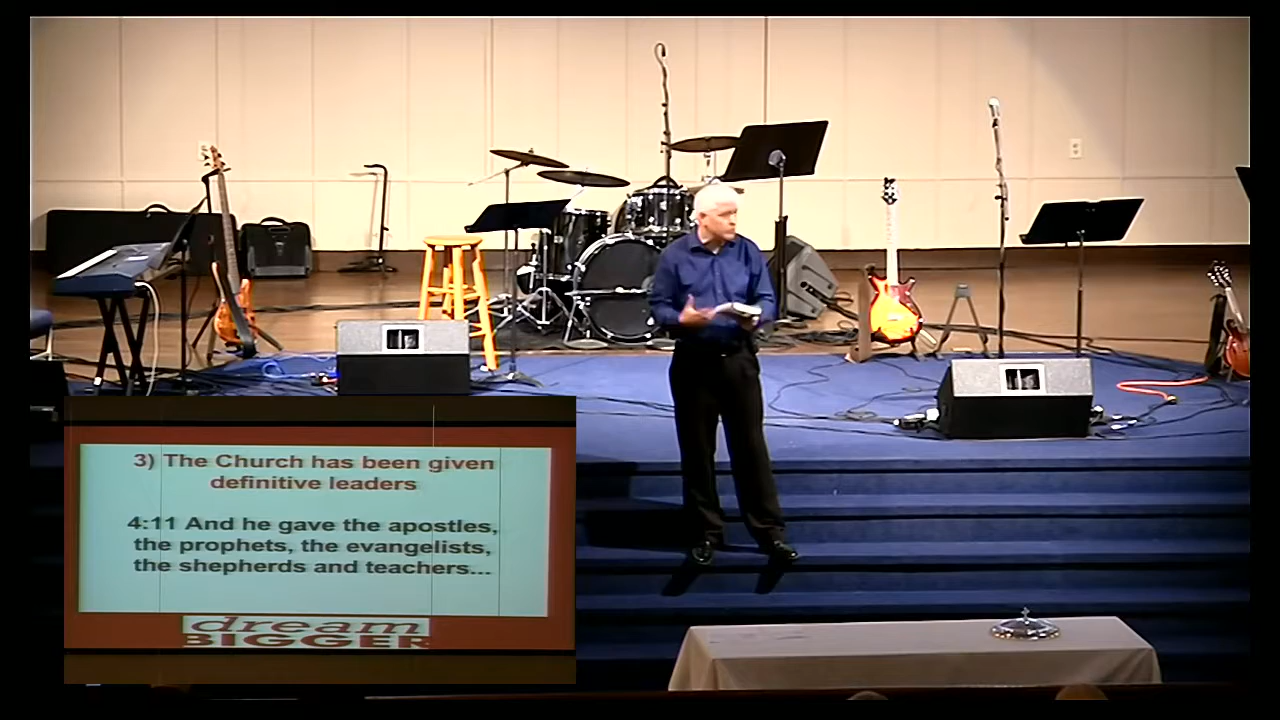 3) The Church has been given
definitive leaders
4:11 And he gave the apostles,
the prophets, the evangelists,
the shepherds and teachers...
dream
BIGGER